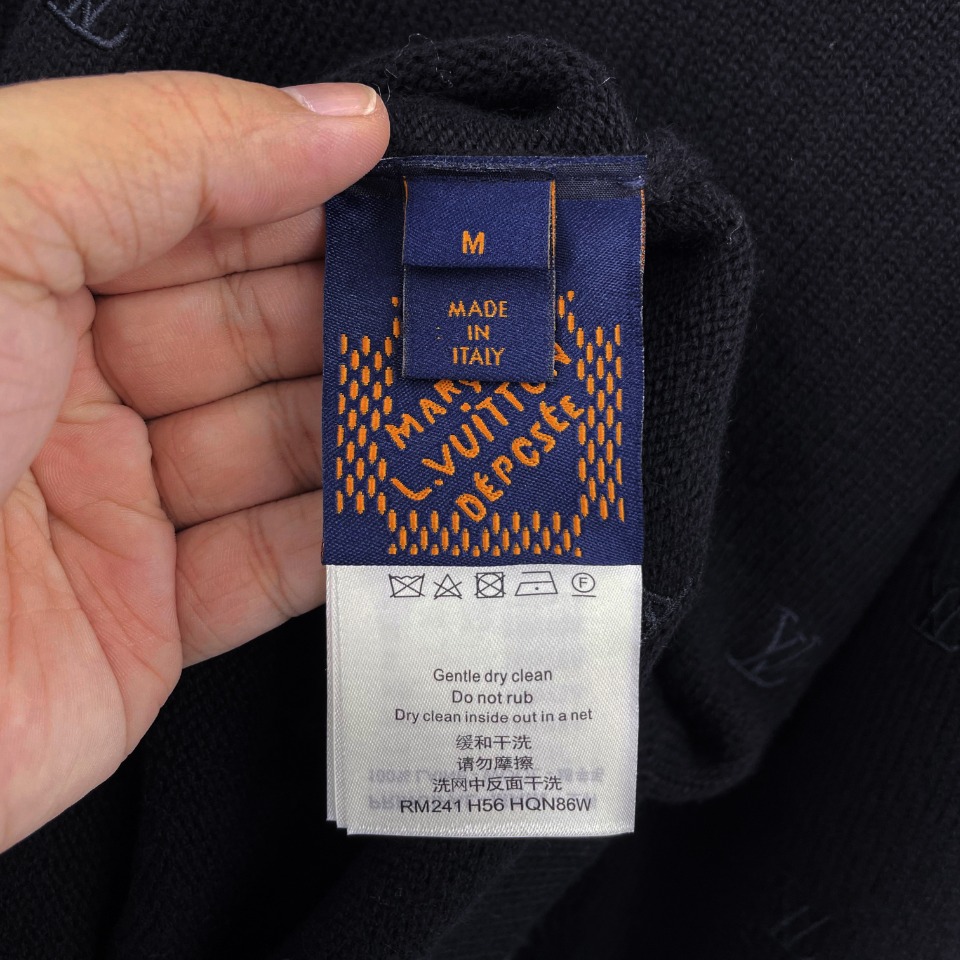 M
MADE
IN
ITALY
L.VUITTON
DÉPOSÉE
F
Gentle dry clean
Do not rub
Dry clean inside out in a net
缓和干洗
请勿摩擦
洗网中反面干洗
RM241 H56 HQN86W